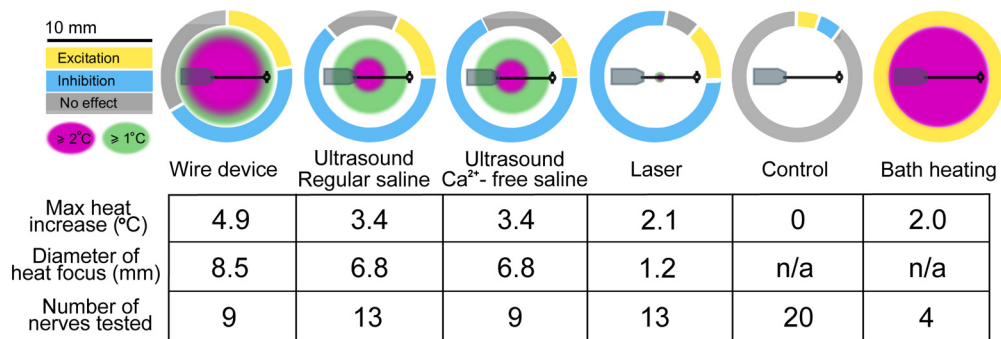 10 mm
Excitation
Inhibition
No effect
≥ 2°C ≥ 1°C
Wire device
Ultrasound
Regular saline
Ultrasound
Ca²⁺- free saline
Laser
Control
Bath heating
Max heat
increase (°C)
4.9 3.4 3.4 2.1 0 2.0
Diameter of
heat focus (mm)
8.5 6.8 6.8 1.2 n/a n/a
Number of
nerves tested
9 13 9 13 20 4